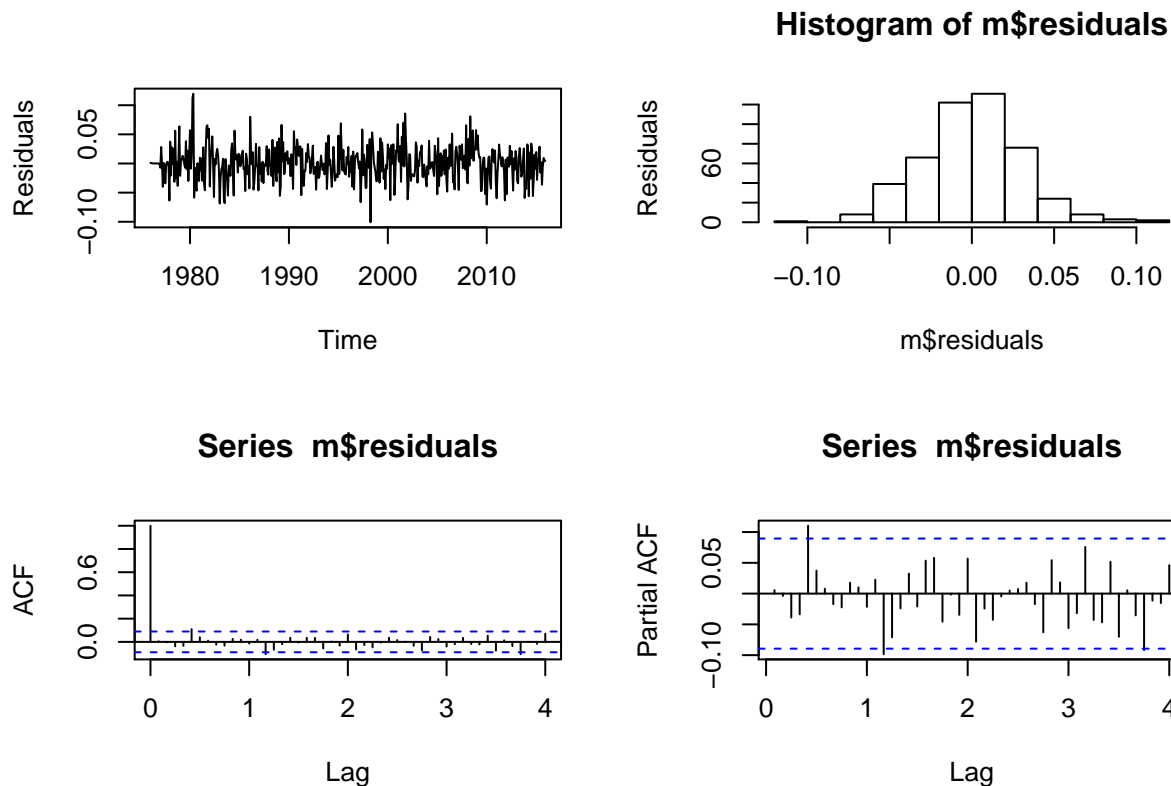 Residuals
0.05
−0.10
1980 1990 2000 2010
Time
Histogram of m$residuals
Residuals
60
0
−0.10 0.00 0.05 0.10
m$residuals
Series m$residuals
ACF
0.6
0.0
0 1 2 3 4
Lag
Series m$residuals
Partial ACF
0.05
−0.10
0 1 2 3
Lag